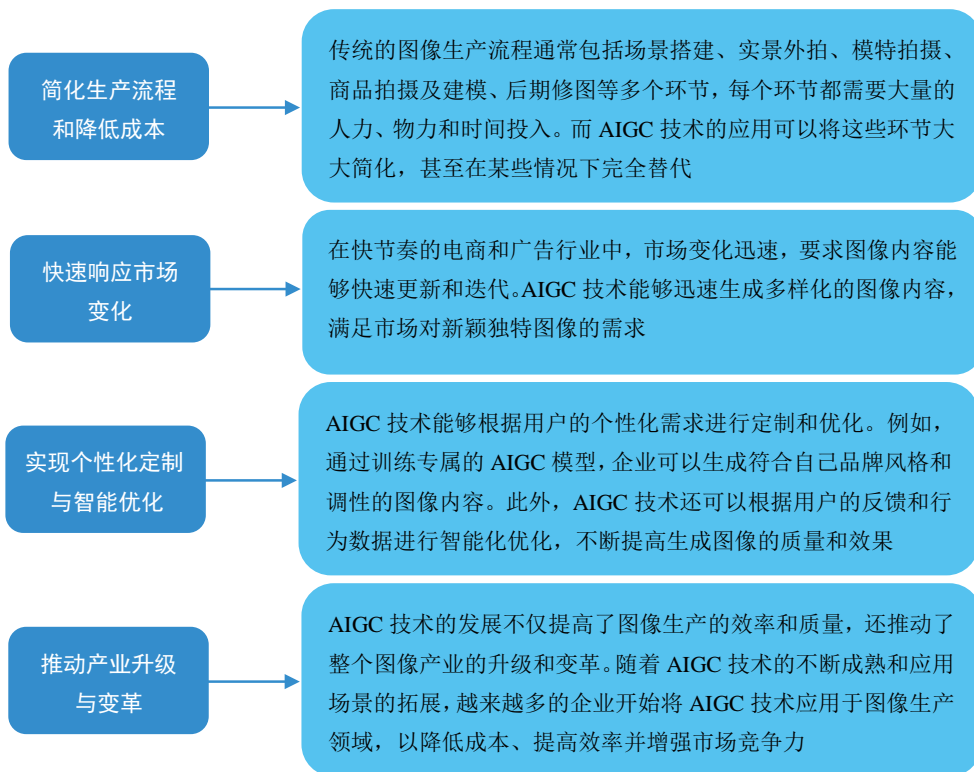 简化生产流程
和降低成本
传统的图像生产流程通常包括场景搭建、实景外拍、模特拍摄、
商品拍摄及建模、后期修图等多个环节，每个环节都需要大量的
人力、物力和时间投入。而 AIGC 技术的应用可以将这些环节大
大简化，甚至在某些情况下完全替代
快速响应市场
变化
在快节奏的电商和广告行业中，市场变化迅速，要求图像内容能
够快速更新和迭代。AIGC 技术能够迅速生成多样化的图像内容，
满足市场对新颖独特图像的需求
实现个性化定制
与智能优化
AIGC 技术能够根据用户的个性化需求进行定制和优化。例如，
通过训练专属的 AIGC 模型，企业可以生成符合自己品牌风格和
调性的图像内容。此外，AIGC 技术还可以根据用户的反馈和行
为数据进行智能化优化，不断提高生成图像的质量和效果
推动产业升级
与变革
AIGC 技术的发展不仅提高了图像生产的效率和质量，还推动了
整个图像产业的升级和变革。随着 AIGC 技术的不断成熟和应用
场景的拓展，越来越多的企业开始将 AIGC 技术应用于图像生产
领域，以降低成本、提高效率并增强市场竞争力